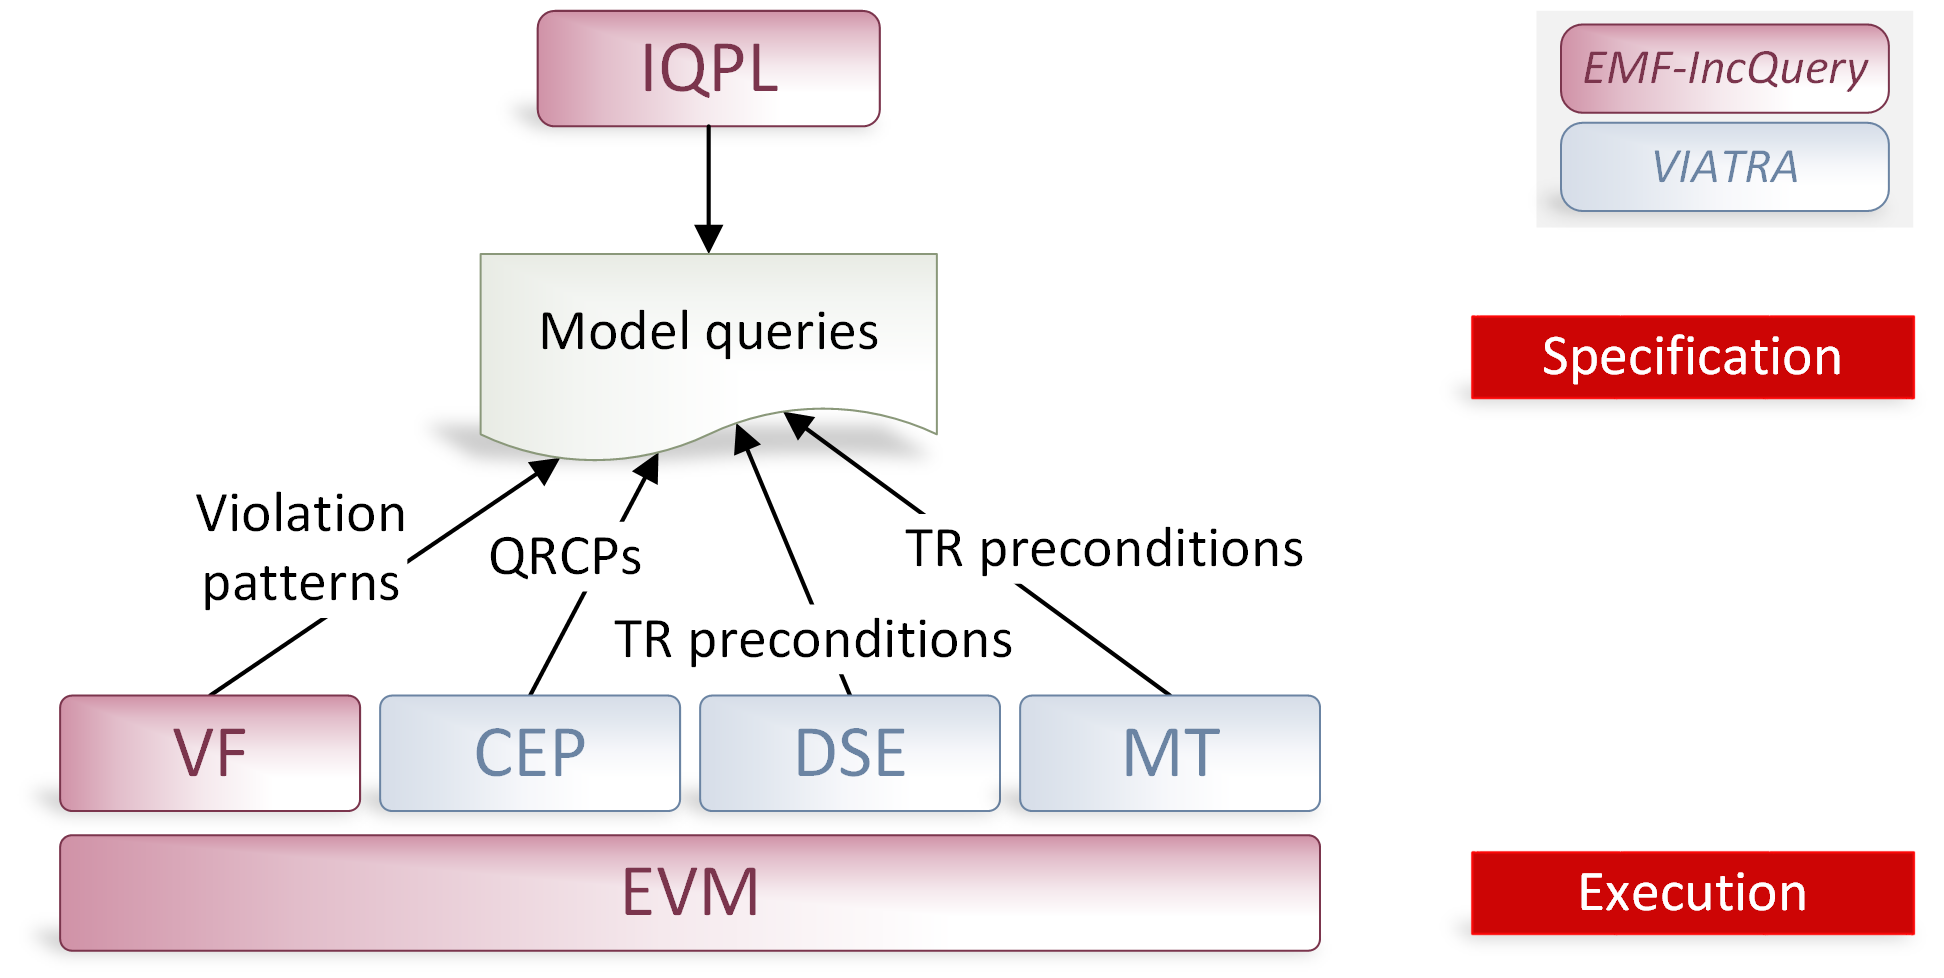 IQPL
EMF-IncQuery
VIATRA
Model queries
Specification
Violation
patterns
QRCPs
TR preconditions
TR preconditions
VF
CEP
DSE
MT
EVM
Execution